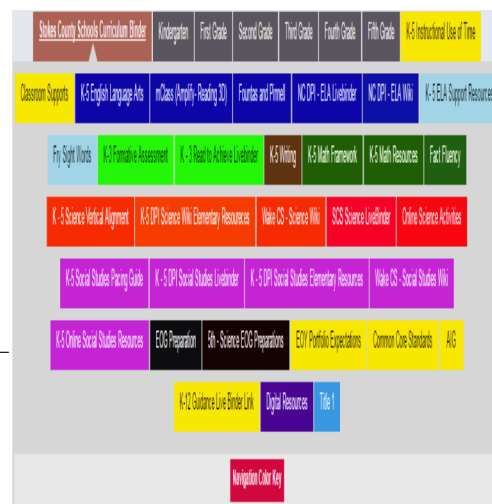 Stokes County Schools Curriculum Binder Kindergarten First Grade Second Grade Third Grade Fourth Grade Fifth Grade K-5 Instructional Use of Time
Classroom Supports K-5 English Language Arts mClass (Amplify- Reading 3D) Fountas and Pinnell NC DPI - ELA Livebinder NC DPI - ELA Wiki K- 5 ELA Support Resources
Fry Sight Words K-3 Formative Assessment K - 3 Read to Achieve Livebinder K-5 Writing K-5 Math Framework K-5 Math Resources Fact Fluency
K - 5 Science Vertical Alignment K-5 DPI Science Wiki Elementary Resources Wake CS - Science Wiki SCS Science LiveBinder Online Science Activities
K-5 Social Studies Pacing Guide K - 5 DPI Social Studies Livebinder K - 5 DPI Social Studies Elementary Resources Wake CS - Social Studies Wiki
K-5 Online Social Studies Resources EOG Preparation 5th - Science EOG Preparations EOY Portfolio Expectations Common Core Standards AIG
K-12 Guidance Live Binder Link Digital Resources Title 1
Navigation Color Key